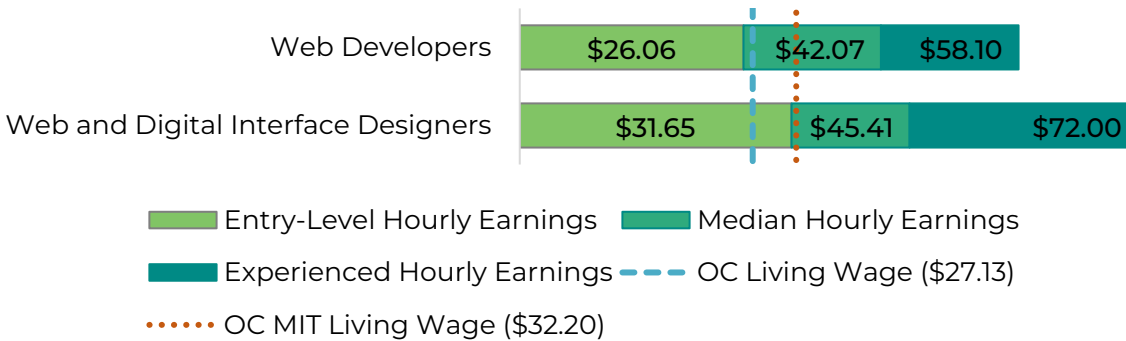 Web Developers $26.06 $42.07 $58.10
Web and Digital Interface Designers $31.65 $45.41 $72.00
Entry-Level Hourly Earnings Median Hourly Earnings
Experienced Hourly Earnings OC Living Wage ($27.13)
OC MIT Living Wage ($32.20)